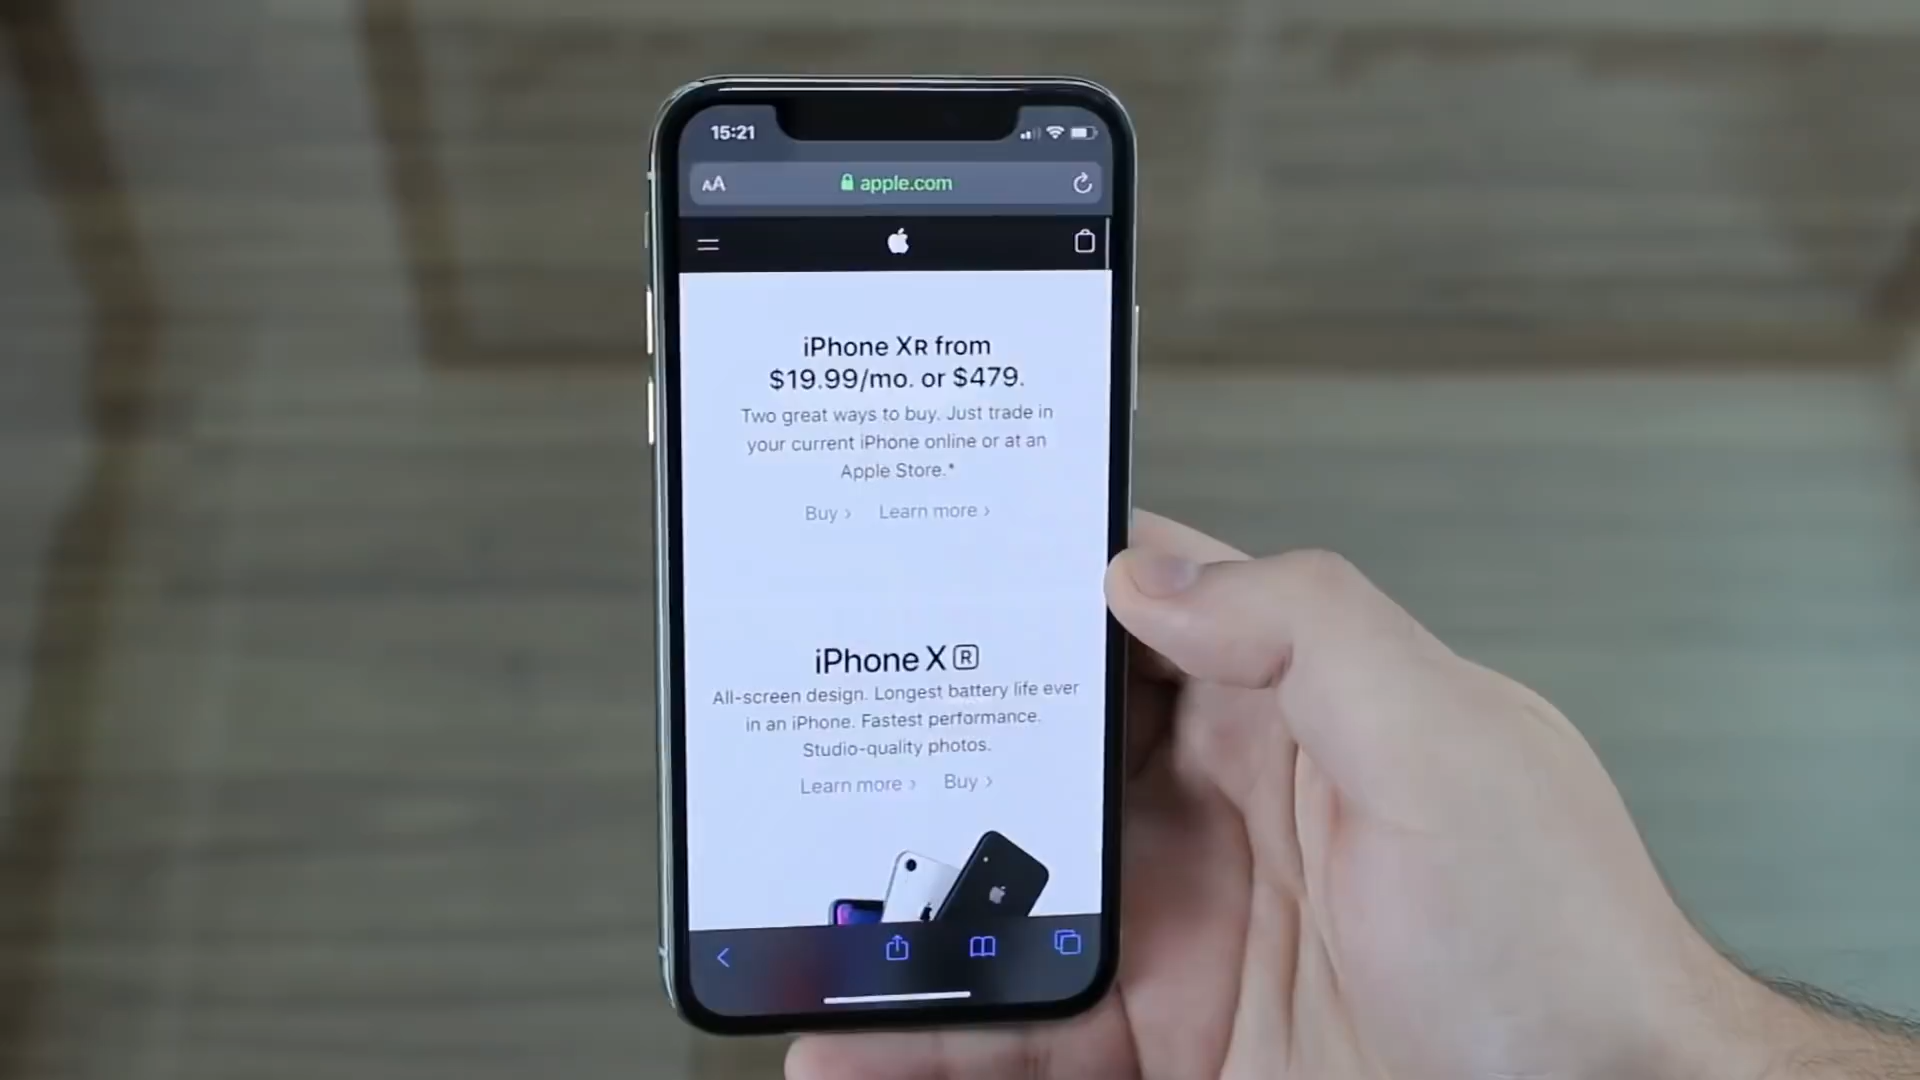 15:21
AA apple.com
iPhone XR from
$19.99/mo. or $479.
Two great ways to buy. Just trade in
your current iPhone online or at an
Apple Store.*
Buy › Learn more ›
iPhone X R
All-screen design. Longest battery life ever
in an iPhone. Fastest performance.
Studio-quality photos.
Learn more › Buy ›